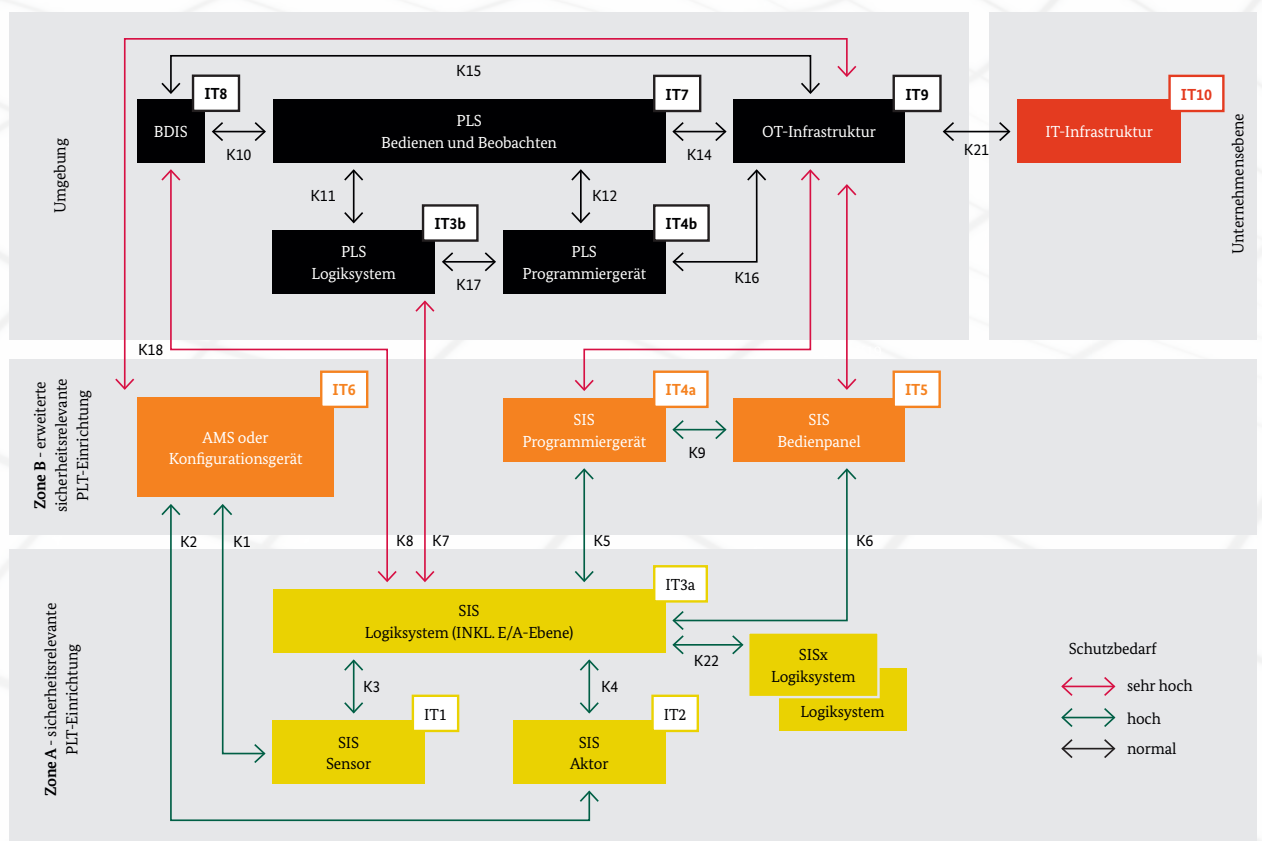 K15
IT8
IT7
IT9
IT10
BDIS
K10
PLS
Bedienen und Beobachten
K14
OT-Infrastruktur
K21
IT-Infrastruktur
Umgebung
Unternehmensebene
K11
K12
IT3b
IT4b
PLS
Logiksystem
K17
PLS
Programmiergerät
K16
K18
Zone B - erweiterte
sicherheitsrelevante
PLT-Einrichtung
IT6
IT4a
IT5
AMS oder
Konfigurationsgerät
SIS
Programmiergerät
K9
SIS
Bedienpanel
K2
K1
K8
K7
K5
K6
Zone A - sicherheitsrelevante
PLT-Einrichtung
IT3a
SIS
Logiksystem (INKL. E/A-Ebene)
K22
SISx
Logiksystem
Logiksystem
K3
K4
IT1
IT2
SIS
Sensor
SIS
Aktor
Schutzbedarf
sehr hoch
hoch
normal